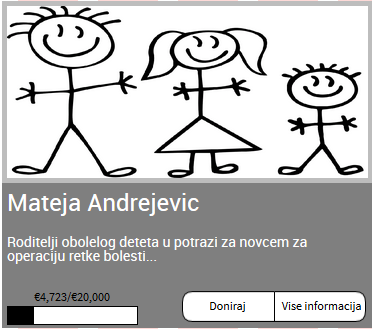 Mateja Andrejevic
Roditelji obolelog deteta u potrazi za novcem za
operaciju retke bolesti...
€4,723/€20,000
Doniraj
Vise informacija